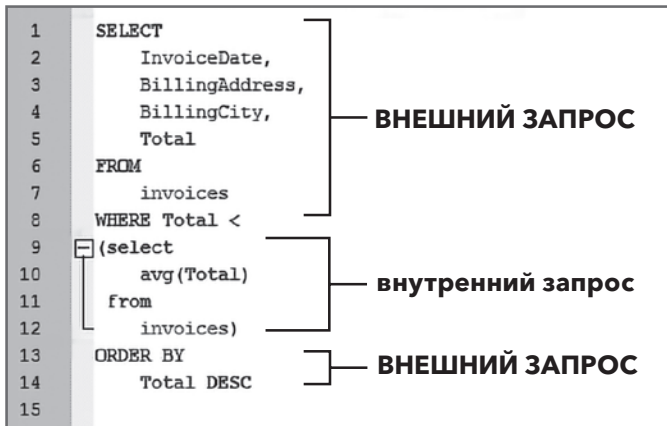 1 SELECT
2 InvoiceDate,
3 BillingAddress,
4 BillingCity,
ВНЕШНИЙ ЗАПРОС
5 Total
6 FROM
7 invoices
8 WHERE Total <
9 (select
10 avg(Total)
внутренний запрос
11 from
12 invoices)
13 ORDER BY
ВНЕШНИЙ ЗАПРОС
14 Total DESC
15